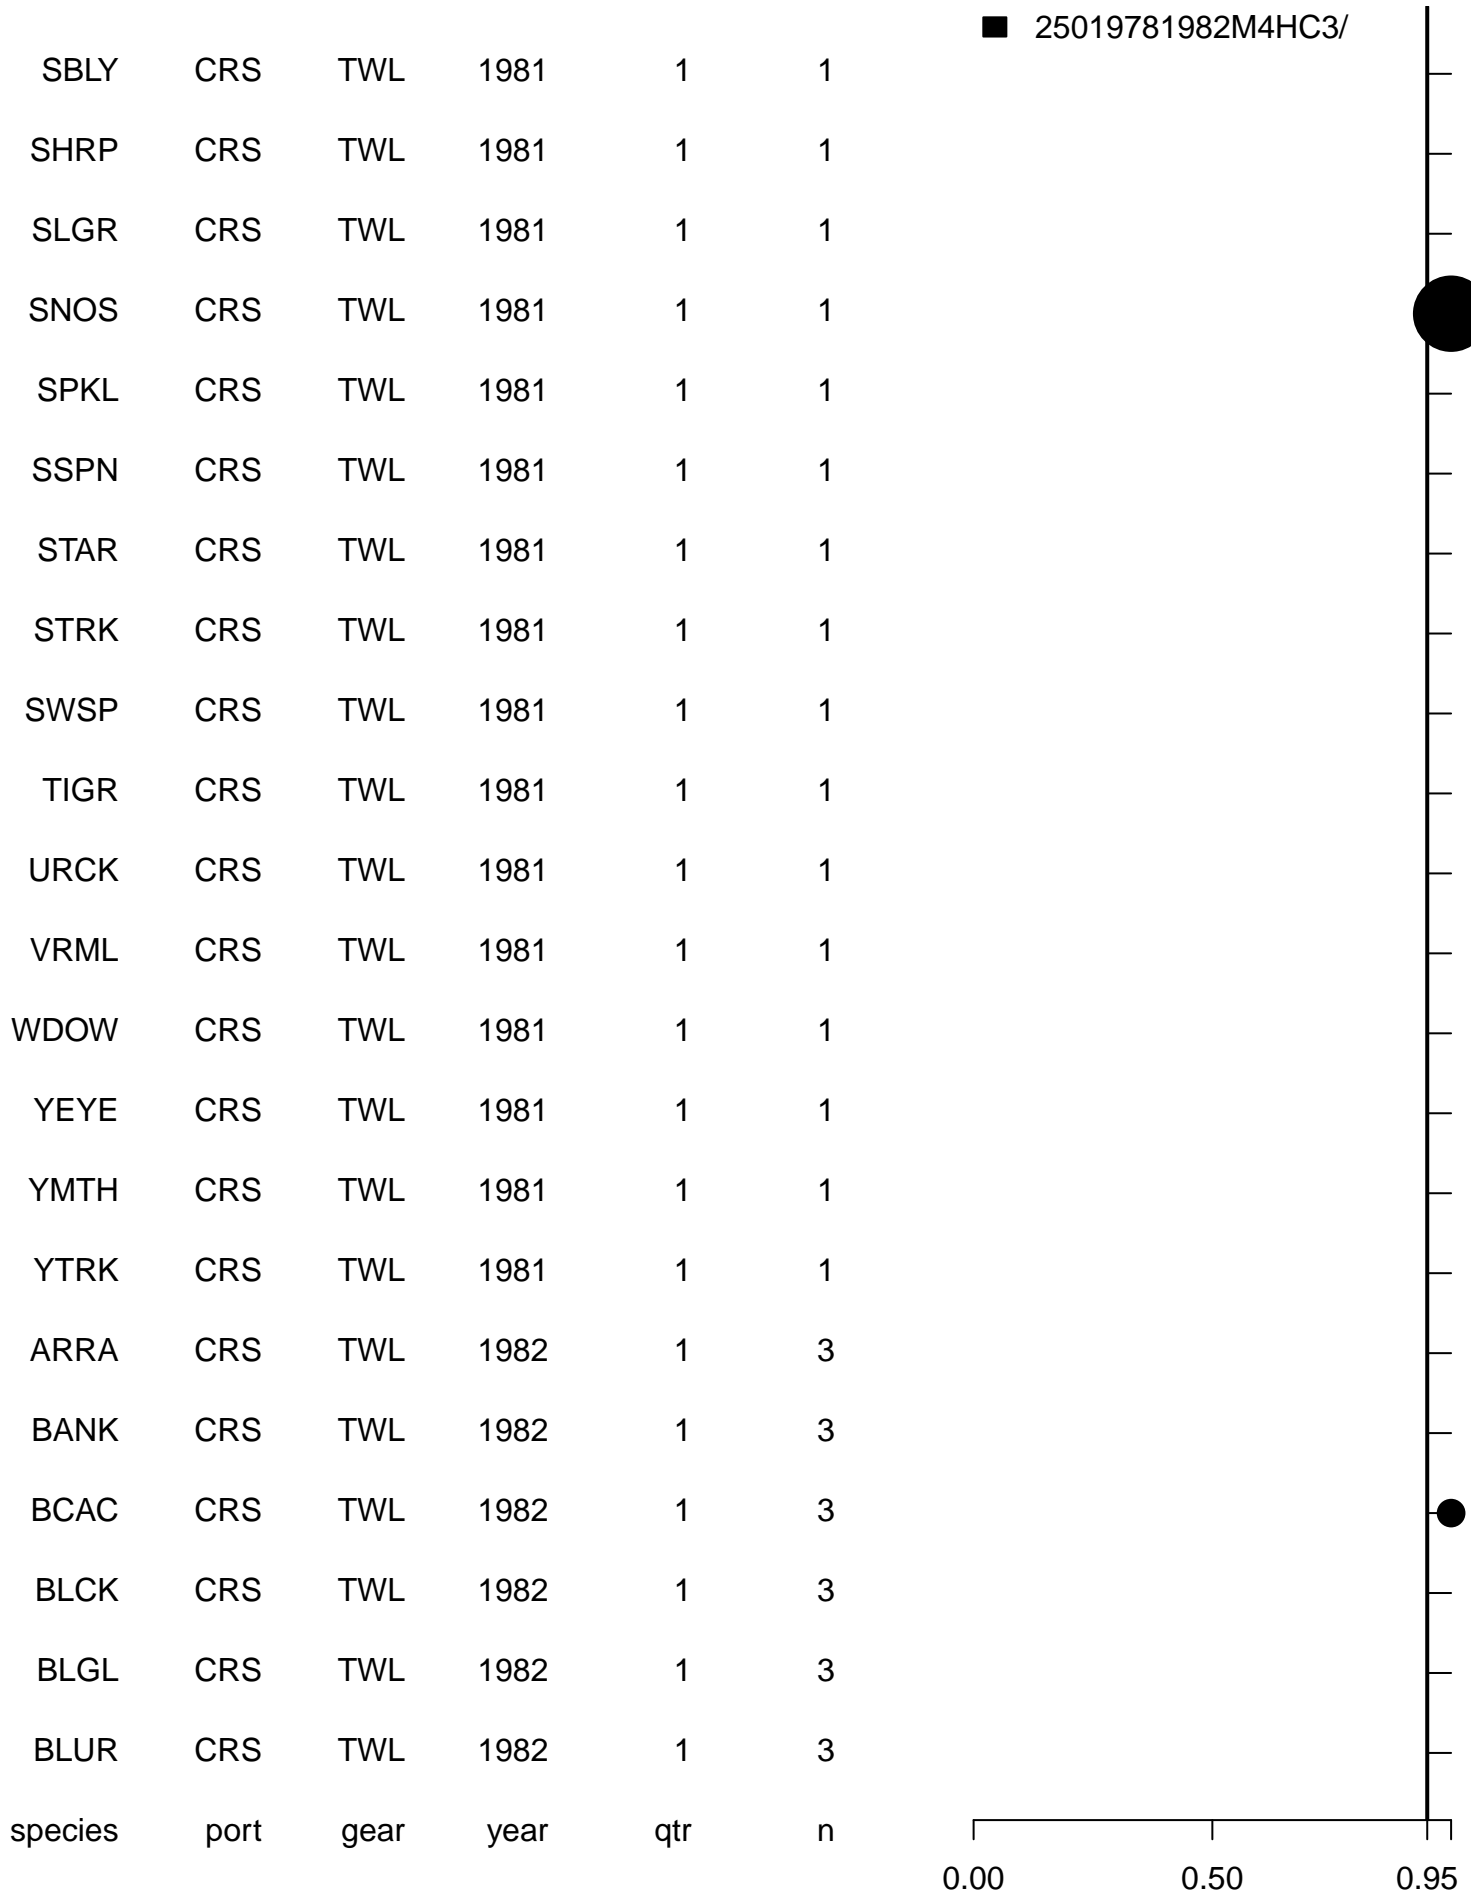 25019781982M4HC3/
SBLY CRS TWL 1981 1 1
SHRP CRS TWL 1981 1 1
SLGR CRS TWL 1981 1 1
SNOS CRS TWL 1981 1 1
SPKL CRS TWL 1981 1 1
SSPN CRS TWL 1981 1 1
STAR CRS TWL 1981 1 1
STRK CRS TWL 1981 1 1
SWSP CRS TWL 1981 1 1
TIGR CRS TWL 1981 1 1
URCK CRS TWL 1981 1 1
VRML CRS TWL 1981 1 1
WDOW CRS TWL 1981 1 1
YEYE CRS TWL 1981 1 1
YMTH CRS TWL 1981 1 1
YTRK CRS TWL 1981 1 1
ARRA CRS TWL 1982 1 3
BANK CRS TWL 1982 1 3
BCAC CRS TWL 1982 1 3
BLCK CRS TWL 1982 1 3
BLGL CRS TWL 1982 1 3
BLUR CRS TWL 1982 1 3
species port gear year qtr n
0.00 0.50 0.95